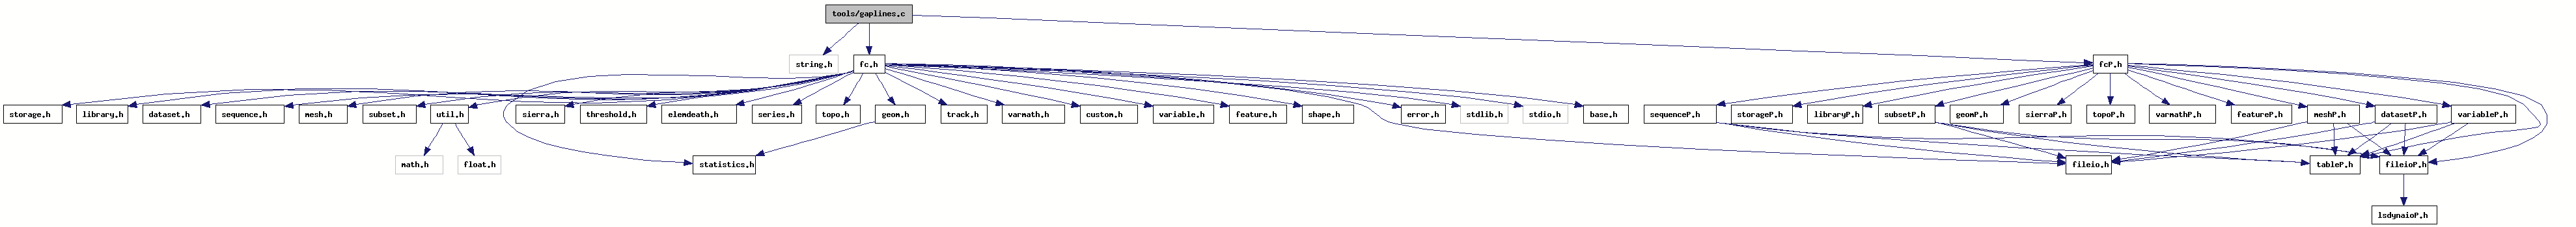 tools/gaplines.c
string.h
fc.h
fcP.h
storage.h
library.h
dataset.h
sequence.h
mesh.h
subset.h
util.h
sierra.h
threshold.h
elemdeath.h
series.h
topo.h
geom.h
track.h
varmath.h
custom.h
variable.h
feature.h
shape.h
error.h
stdlib.h
stdio.h
base.h
sequenceP.h
storageP.h
libraryP.h
subsetP.h
geomP.h
sierraP.h
topoP.h
varmathP.h
featureP.h
meshP.h
datasetP.h
variableP.h
math.h
float.h
statistics.h
fileio.h
tableP.h
fileioP.h
lsdynaioP.h